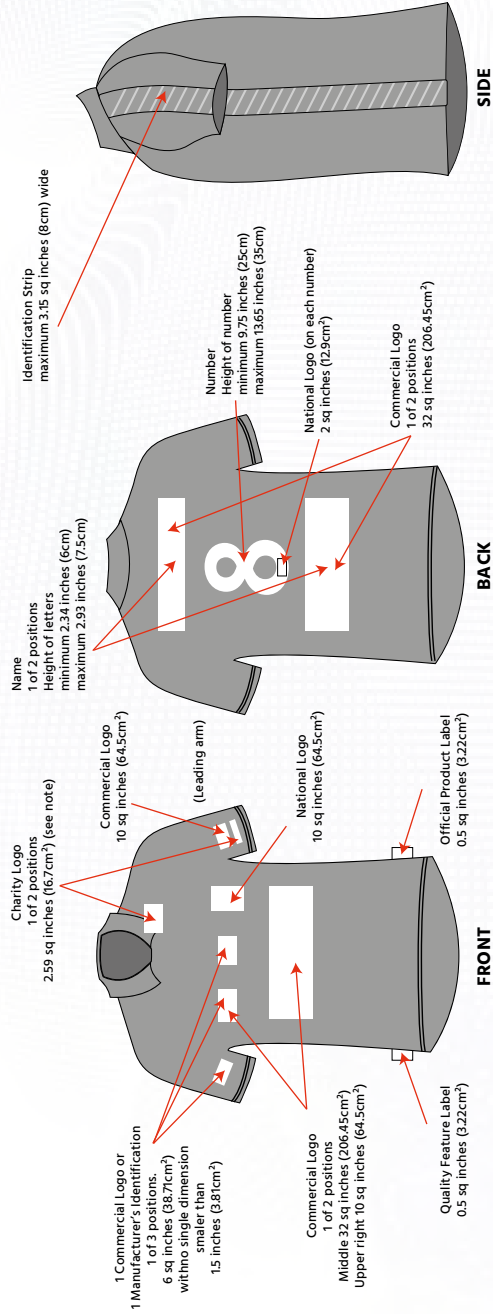 1 Commercial Logo or
1 Manufacturer's Identification
1 of 3 positions.
6 sq inches (38.71cm²)
withno single dimension
smaler than
1.5 inches (3.81cm²)
Charity Logo
1 of 2 positions
2.59 sq inches (16.7cm²) (see note)
Commercial Logo
10 sq inches (64.5cm²)
(Leading arm)
National Logo
10 sq inches (64.5cm²)
Commercial Logo
1 of 2 positions
Middle 32 sq inches (206.45cm²)
Upper right 10 sq inches (64.5cm²)
Quality Feature Label
0.5 sq inches (3.22cm²)
Official Product Label
0.5 sq inches (3.22cm²)
FRONT
Name
1 of 2 positions
Height of letters
minimum 2.34 inches (6cm)
maximum 2.93 inches (7.5cm)
8
Number
Height of number
minimum 9.75 inches (25cm)
maximum 13.65 inches (35cm)
National Logo (on each number)
2 sq inches (12.9cm²)
Commercial Logo
1 of 2 positions
32 sq inches (206.45cm²)
BACK
Identification Strip
maximum 3.15 sq inches (8cm) wide
SIDE